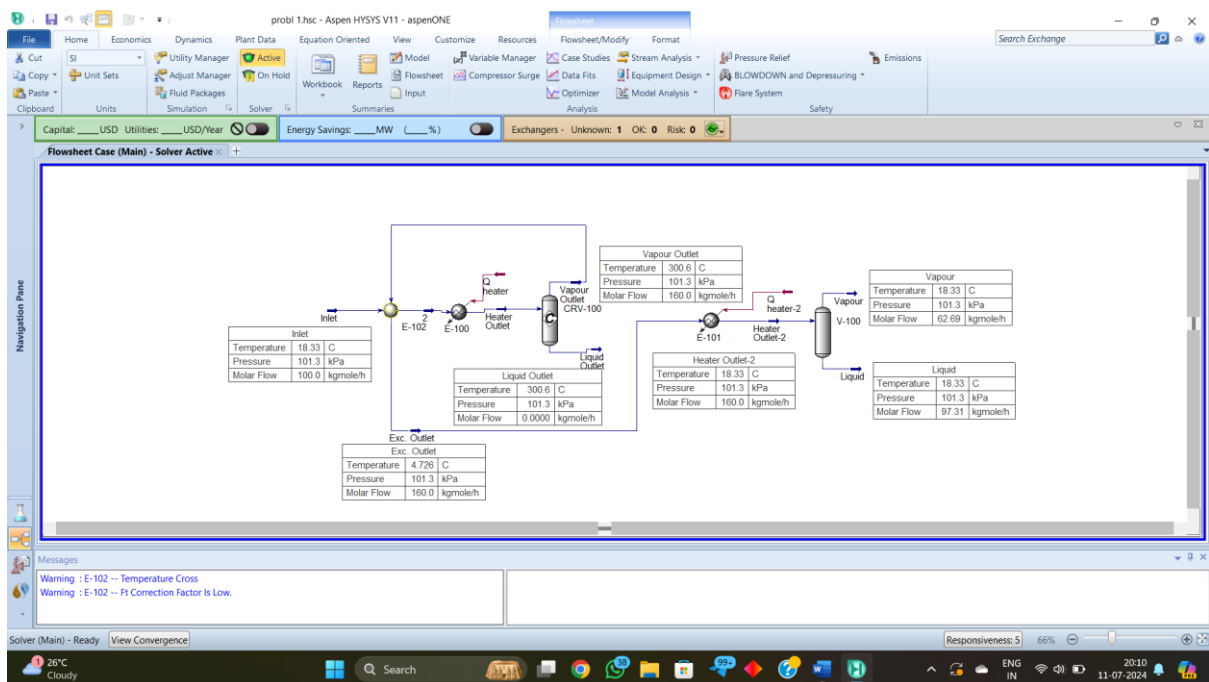 probl 1.hsc - Aspen HYSYS V11 - aspenONE
Flowsheet
File Home Economics Dynamics Plant Data Equation Oriented View Customize Resources Flowsheet/Modify Format
Search Exchange
Cut SI Utility Manager Active Model Variable Manager Case Studies Stream Analysis Pressure Relief Emissions
Copy Unit Sets Adjust Manager On Hold Workbook Reports Flowsheet Compressor Surge Data Fits Equipment Design BLOWDOWN and Depressuring
Paste Fluid Packages Input Optimizer Model Analysis Flare System
Clipboard Units Simulation Solver Summaries Analysis Safety
Capital: ____USD Utilities: ____USD/Year
Energy Savings: ____MW (____%)
Exchangers - Unknown: 1 OK: 0 Risk: 0
Flowsheet Case (Main) - Solver Active
Navigation Pane
Inlet
E-102
2
Q
heater
E-100
Heater
Outlet
C
Vapour
Outlet
CRV-100
Liquid
Outlet
Exc. Outlet
E-101
Q
heater-2
Heater
Outlet-2
Vapour
V-100
Liquid
Inlet
Temperature 18.33 C
Pressure 101.3 kPa
Molar Flow 100.0 kgmole/h
Vapour Outlet
Temperature 300.6 C
Pressure 101.3 kPa
Molar Flow 160.0 kgmole/h
Liquid Outlet
Temperature 300.6 C
Pressure 101.3 kPa
Molar Flow 0.0000 kgmole/h
Exc. Outlet
Temperature 4.726 C
Pressure 101.3 kPa
Molar Flow 160.0 kgmole/h
Heater Outlet-2
Temperature 18.33 C
Pressure 101.3 kPa
Molar Flow 160.0 kgmole/h
Vapour
Temperature 18.33 C
Pressure 101.3 kPa
Molar Flow 62.69 kgmole/h
Liquid
Temperature 18.33 C
Pressure 101.3 kPa
Molar Flow 97.31 kgmole/h
Messages
Warning : E-102 -- Temperature Cross
Warning : E-102 -- Ft Correction Factor Is Low.
Solver (Main) - Ready View Convergence
Responsiveness: 5 66%
1
26°C
Cloudy
Search
38
99+
ENG
IN
20:10
11-07-2024